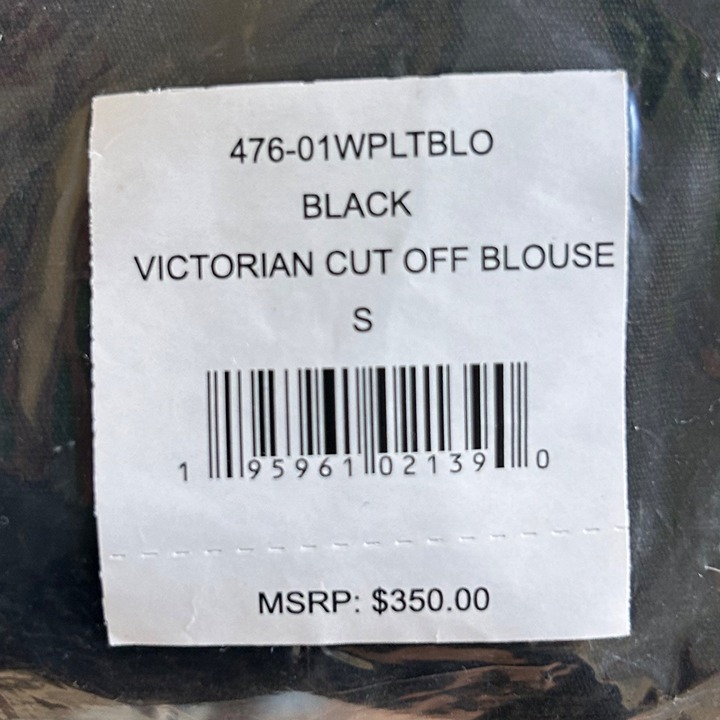 476-01WPLTBLO
BLACK
VICTORIAN CUT OFF BLOUSE
S
1 95961 02139 0
MSRP: $350.00